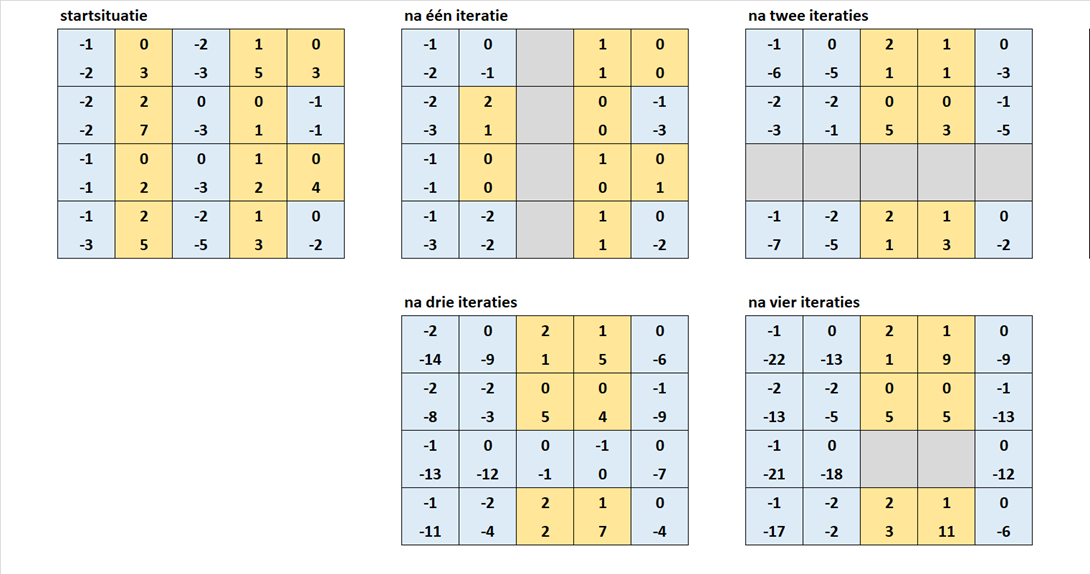 startsituatie
-1 0 -2 1 0
-2 3 -3 5 3
-2 2 0 0 -1
-2 7 -3 1 -1
-1 0 0 1 0
-1 2 -3 2 4
-1 2 -2 1 0
-3 5 -5 3 -2
na één iteratie
-1 0 1 0
-2 -1 1 0
-2 2 0 -1
-3 1 0 -3
-1 0 1 0
-1 0 0 1
-1 -2 1 0
-3 -2 1 -2
na twee iteraties
-1 0 2 1 0
-6 -5 1 1 -3
-2 -2 0 0 -1
-3 -1 5 3 -5
-1 -2 2 1 0
-7 -5 1 3 -2
na drie iteraties
-2 0 2 1 0
-14 -9 1 5 -6
-2 -2 0 0 -1
-8 -3 5 4 -9
-1 0 0 -1 0
-13 -12 -1 0 -7
-1 -2 2 1 0
-11 -4 2 7 -4
na vier iteraties
-1 0 2 1 0
-22 -13 1 9 -9
-2 -2 0 0 -1
-13 -5 5 5 -13
-1 0 0
-21 -18 -12
-1 -2 2 1 0
-17 -2 3 11 -6